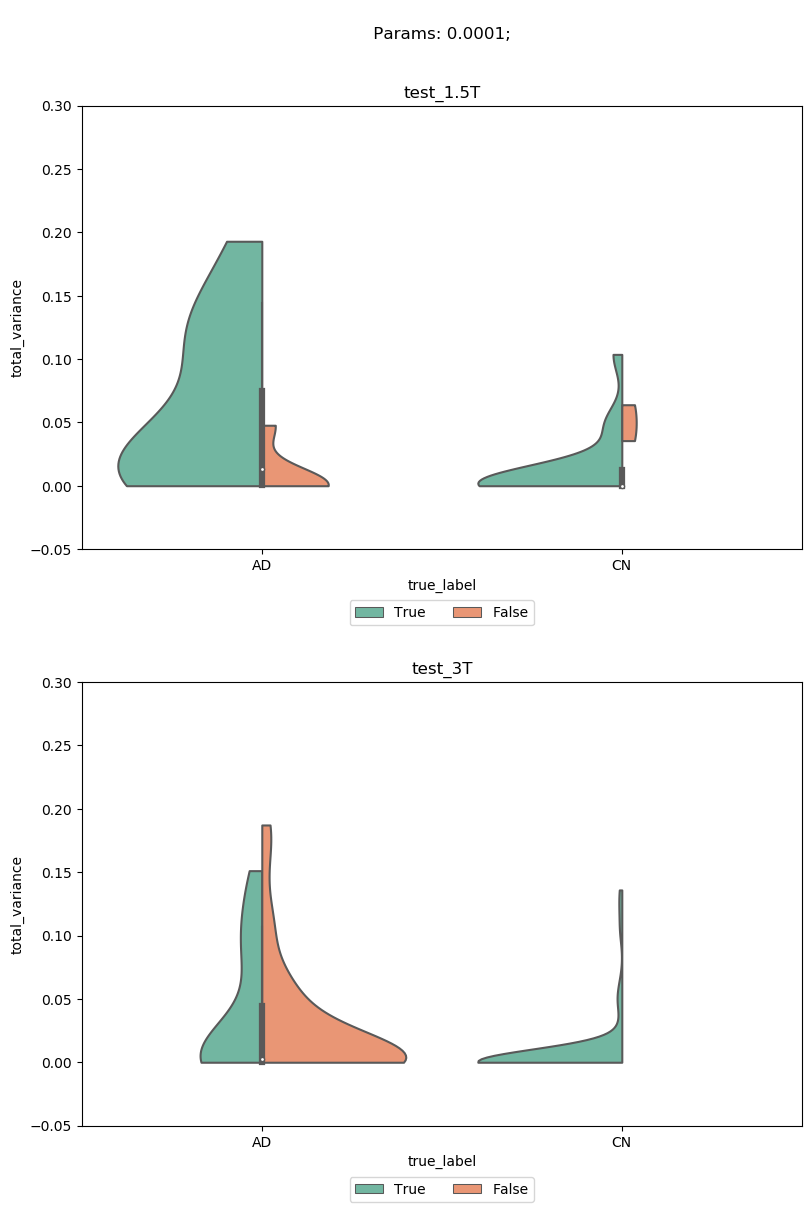 Params: 0.0001;
test_1.5T
0.30
0.25
0.20
0.15
0.10
0.05
0.00
−0.05
total_variance
AD CN
true_label
True False
test_3T
0.30
0.25
0.20
0.15
0.10
0.05
0.00
−0.05
total_variance
AD CN
true_label
True False